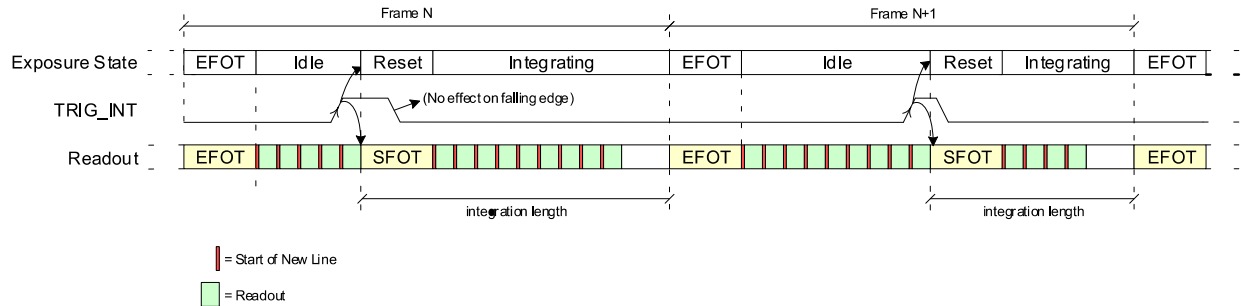 Frame N Frame N+1
Exposure State EFOT Idle Reset Integrating EFOT Idle Reset Integrating EFOT
TRIG_INT (No effect on falling edge)
Readout EFOT SFOT EFOT SFOT EFOT
integration length integration length
= Start of New Line
= Readout